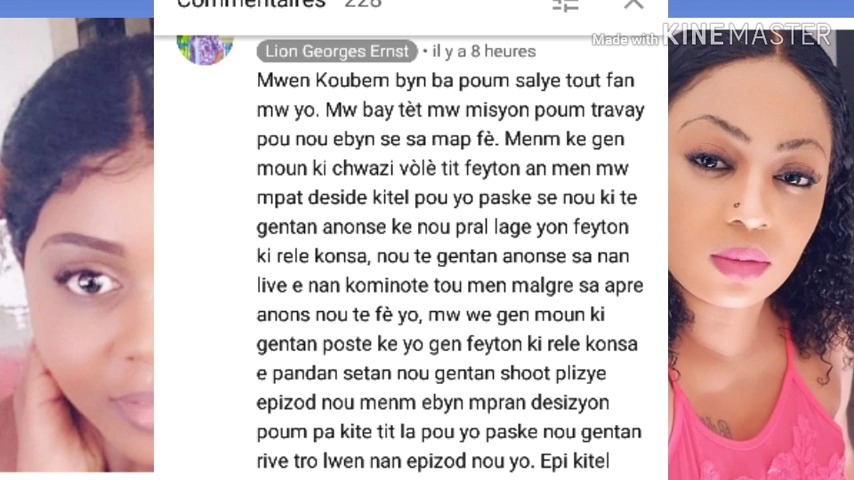 Commentaires 228
Made with KINEMASTER
Lion Georges Ernst • il y a 8 heures
Mwen Koubem byn ba poum salye tout fan
mw yo. Mw bay tèt mw misyon poum travay
pou nou ebyn se sa map fè. Menm ke gen
moun ki chwazi vòlè tit feyton an men mw
mpat deside kitel pou yo paske se nou ki te
gentan anonse ke nou pral lage yon feyton
ki rele konsa, nou te gentan anonse sa nan
live e nan kominote tou men malgre sa apre
anons nou te fè yo, mw we gen moun ki
gentan poste ke yo gen feyton ki rele konsa
e pandan setan nou gentan shoot plizye
epizod nou menm ebyn mpran desizyon
poum pa kite tit la pou yo paske nou gentan
rive tro lwen nan epizod nou yo. Epi kitel